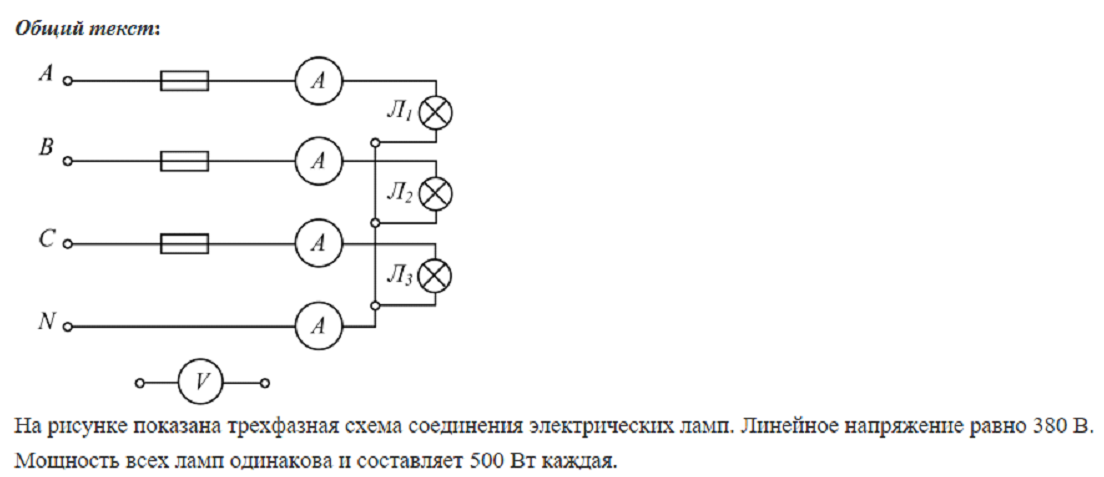 Общий текст:
A
A
Л1
B
A
Л2
C
A
Л3
N
A
V
На рисунке показана трехфазная схема соединения электрических ламп. Линейное напряжение равно 380 В.
Мощность всех ламп одинакова и составляет 500 Вт каждая.